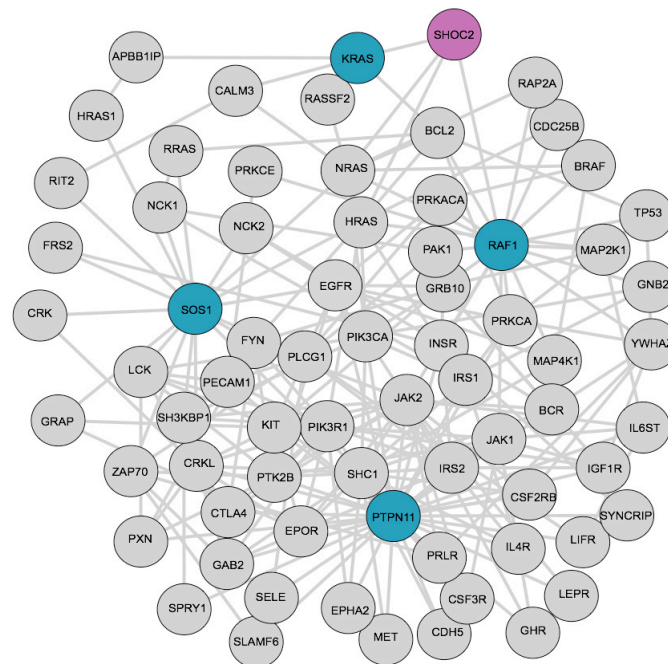 SHOC2
APBB1IP
KRAS
CALM3
RASSF2
RAP2A
HRAS1
BCL2
CDC25B
RRAS
PRKCE
NRAS
BRAF
RIT2
NCK1
PRKACA
TP53
NCK2
HRAS
FRS2
PAK1
RAF1
MAP2K1
EGFR
GRB10
GNB2
CRK
SOS1
PRKCA
FYN
PIK3CA
INSR
YWHAZ
LCK
PLCG1
MAP4K1
PECAM1
IRS1
GRAP
SH3KBP1
JAK2
BCR
KIT
PIK3R1
JAK1
IL6ST
ZAP70
CRKL
PTK2B
SHC1
IRS2
IGF1R
CSF2RB
CTLA4
PTPN11
SYNCRIP
PXN
EPOR
IL4R
LIFR
GAB2
PRLR
SPRY1
SELE
EPHA2
CSF3R
LEPR
SLAMF6
MET
CDH5
GHR